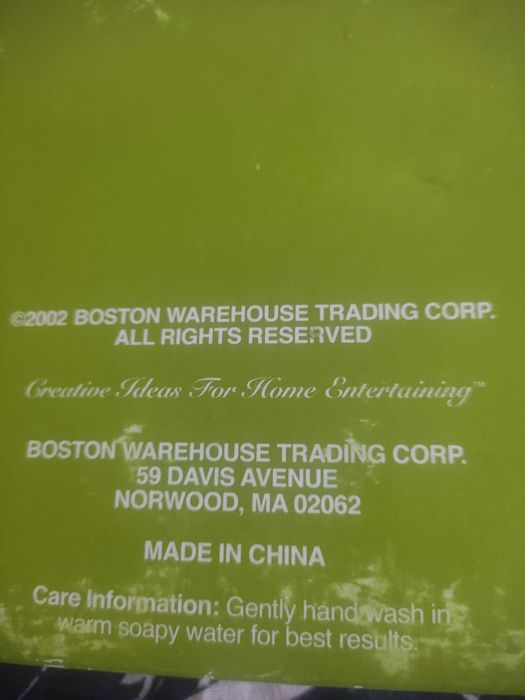 ©2002 BOSTON WAREHOUSE TRADING CORP.
ALL RIGHTS RESERVED
Creative Ideas For Home Entertaining™
BOSTON WAREHOUSE TRADING CORP.
59 DAVIS AVENUE
NORWOOD, MA 02062
MADE IN CHINA
Care Information: Gently hand wash in
warm soapy water for best results.